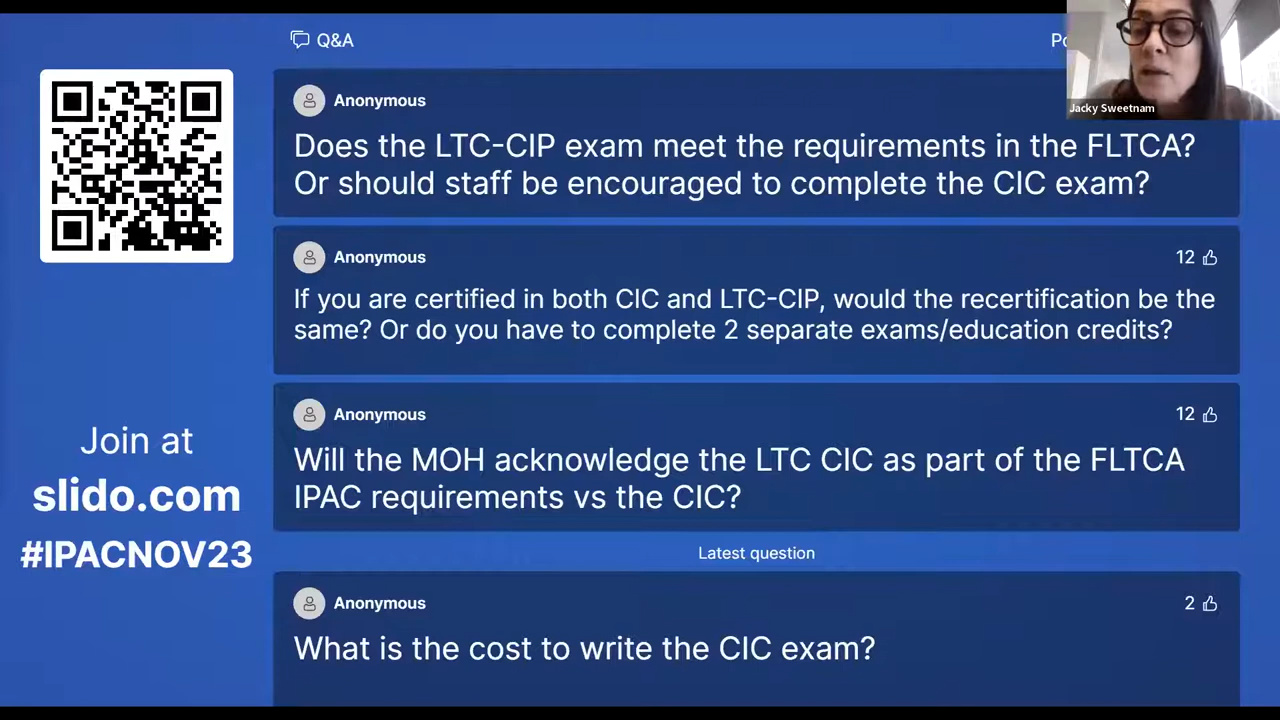 Q&A
Jacky Sweetnam
Anonymous
Does the LTC-CIP exam meet the requirements in the FLTCA?
Or should staff be encouraged to complete the CIC exam?
Anonymous
12
If you are certified in both CIC and LTC-CIP, would the recertification be the
same? Or do you have to complete 2 separate exams/education credits?
Anonymous
12
Will the MOH acknowledge the LTC CIC as part of the FLTCA
IPAC requirements vs the CIC?
Latest question
Anonymous
2
What is the cost to write the CIC exam?
Join at
slido.com
#IPACNOV23